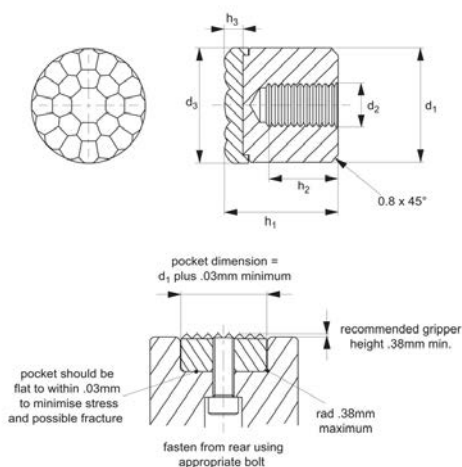 h3
d3
d2
d1
h2
h1
0.8 x 45°
pocket dimension =
d1 plus .03mm minimum
recommended gripper
height .38mm min.
pocket should be
flat to within .03mm
to minimise stress
and possible fracture
rad .38mm
maximum
fasten from rear using
appropriate bolt